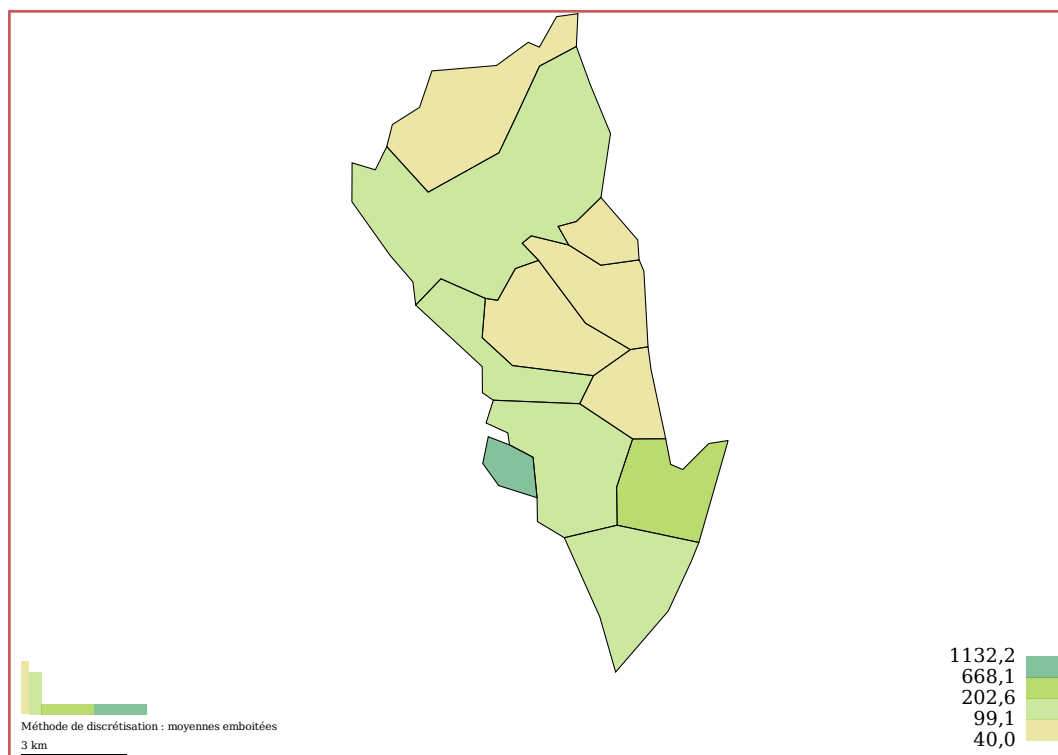 1132,2
668,1
202,6
99,1
40,0
Méthode de discrétisation : moyennes emboitées
3 km